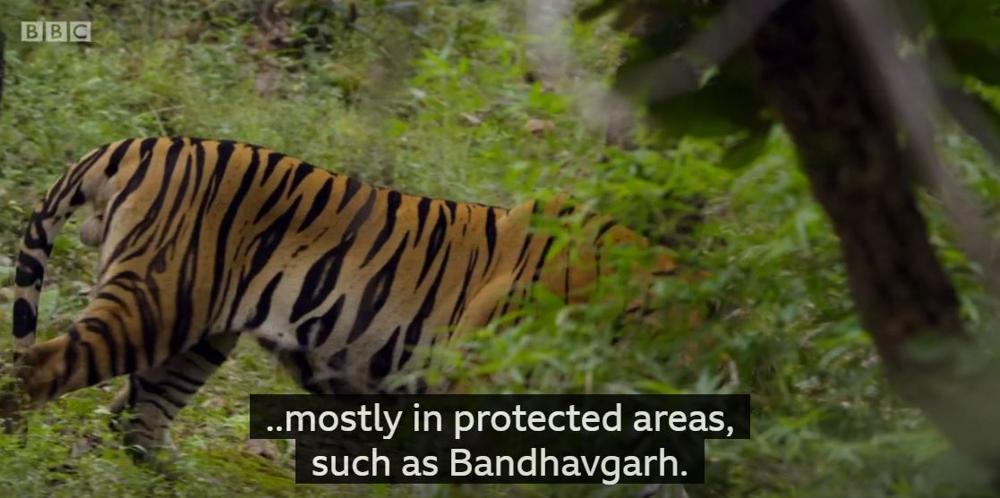 BBC
..mostly in protected areas,
such as Bandhavgarh.